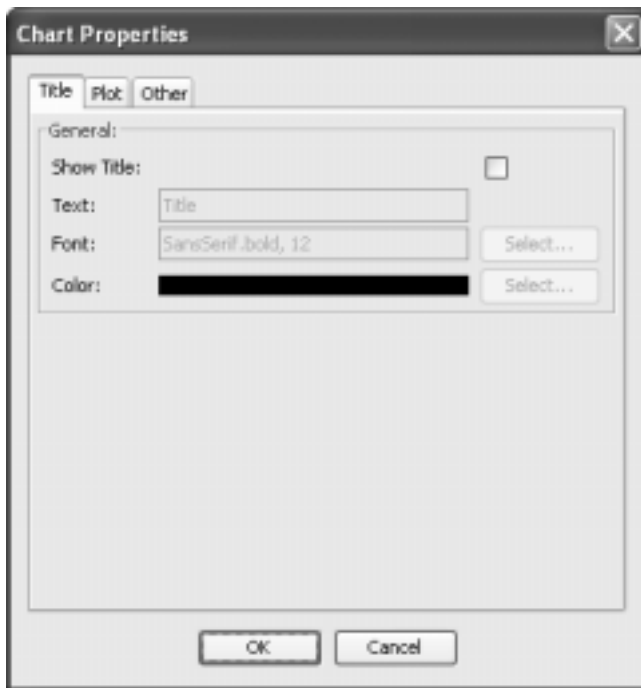 Chart Properties
Title Plot Other
General:
Show Title:
Text: Title
Font: SansSerif.bold, 12 Select...
Color: Select...
OK Cancel